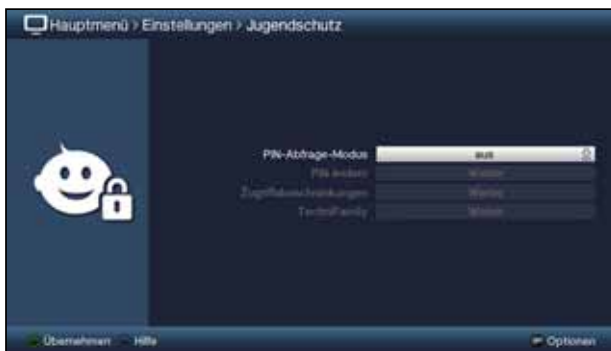 Hauptmenü > Einstellungen > Jugendschutz
PIN-Abfrage-Modus aus
PIN ändern Weiter
Zugriffsbeschränkungen Weiter
TechniFamily Weiter
Übernehmen Hilfe Optionen